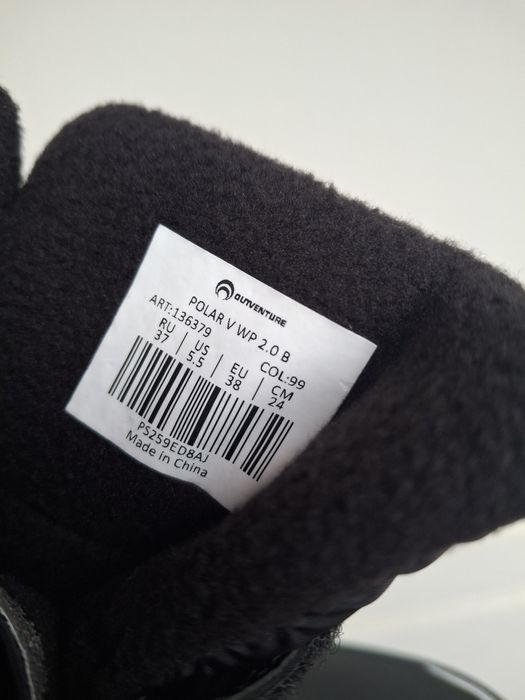 OUTVENTURE
POLAR V WP 2.0 B
ART:136379 COL:99
RU | US | EU | CM
37 | 5.5 | 38 | 24
PS259ED8AJ
Made in China